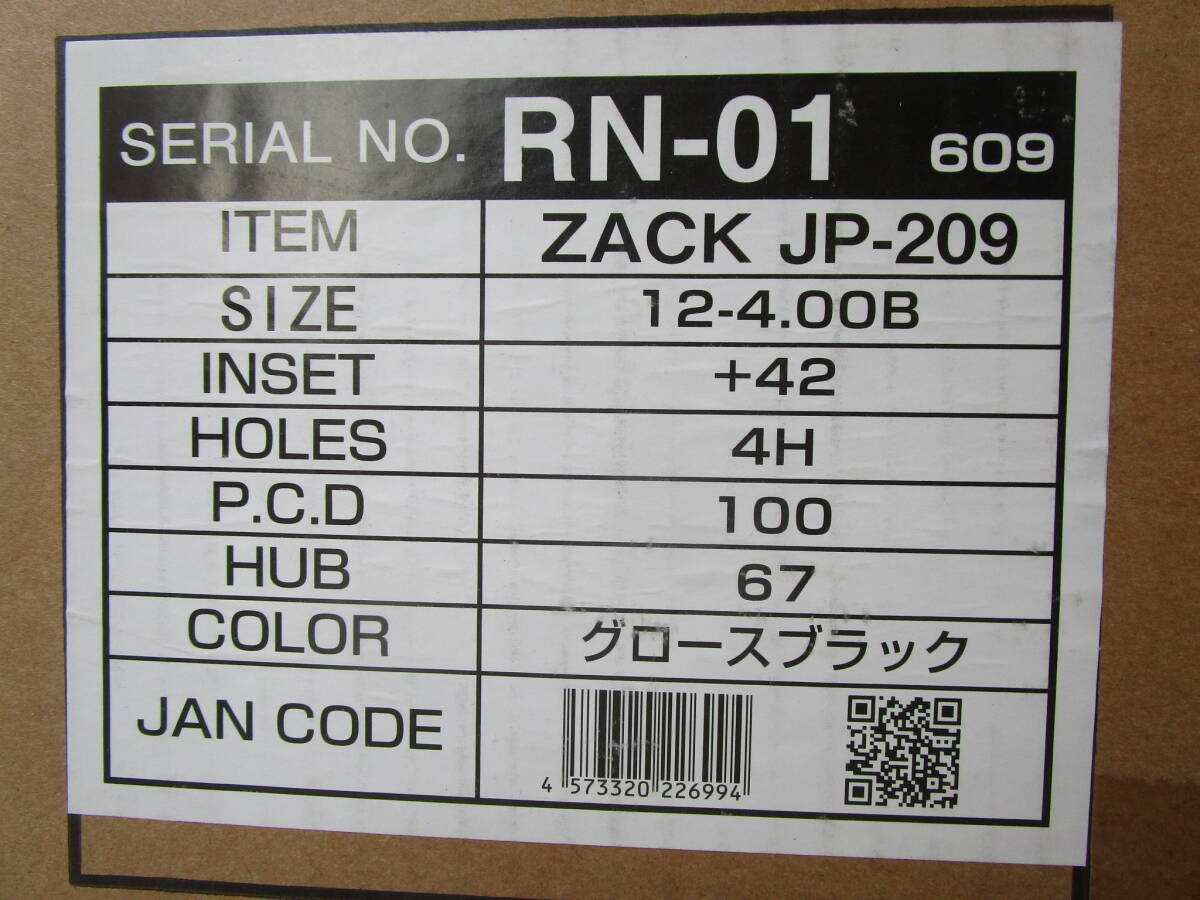 SERIAL NO. RN-01 609
ITEM ZACK JP-209
SIZE 12-4.00B
INSET +42
HOLES 4H
P.C.D 100
HUB 67
COLOR グロースブラック
JAN CODE
4 573320 226994